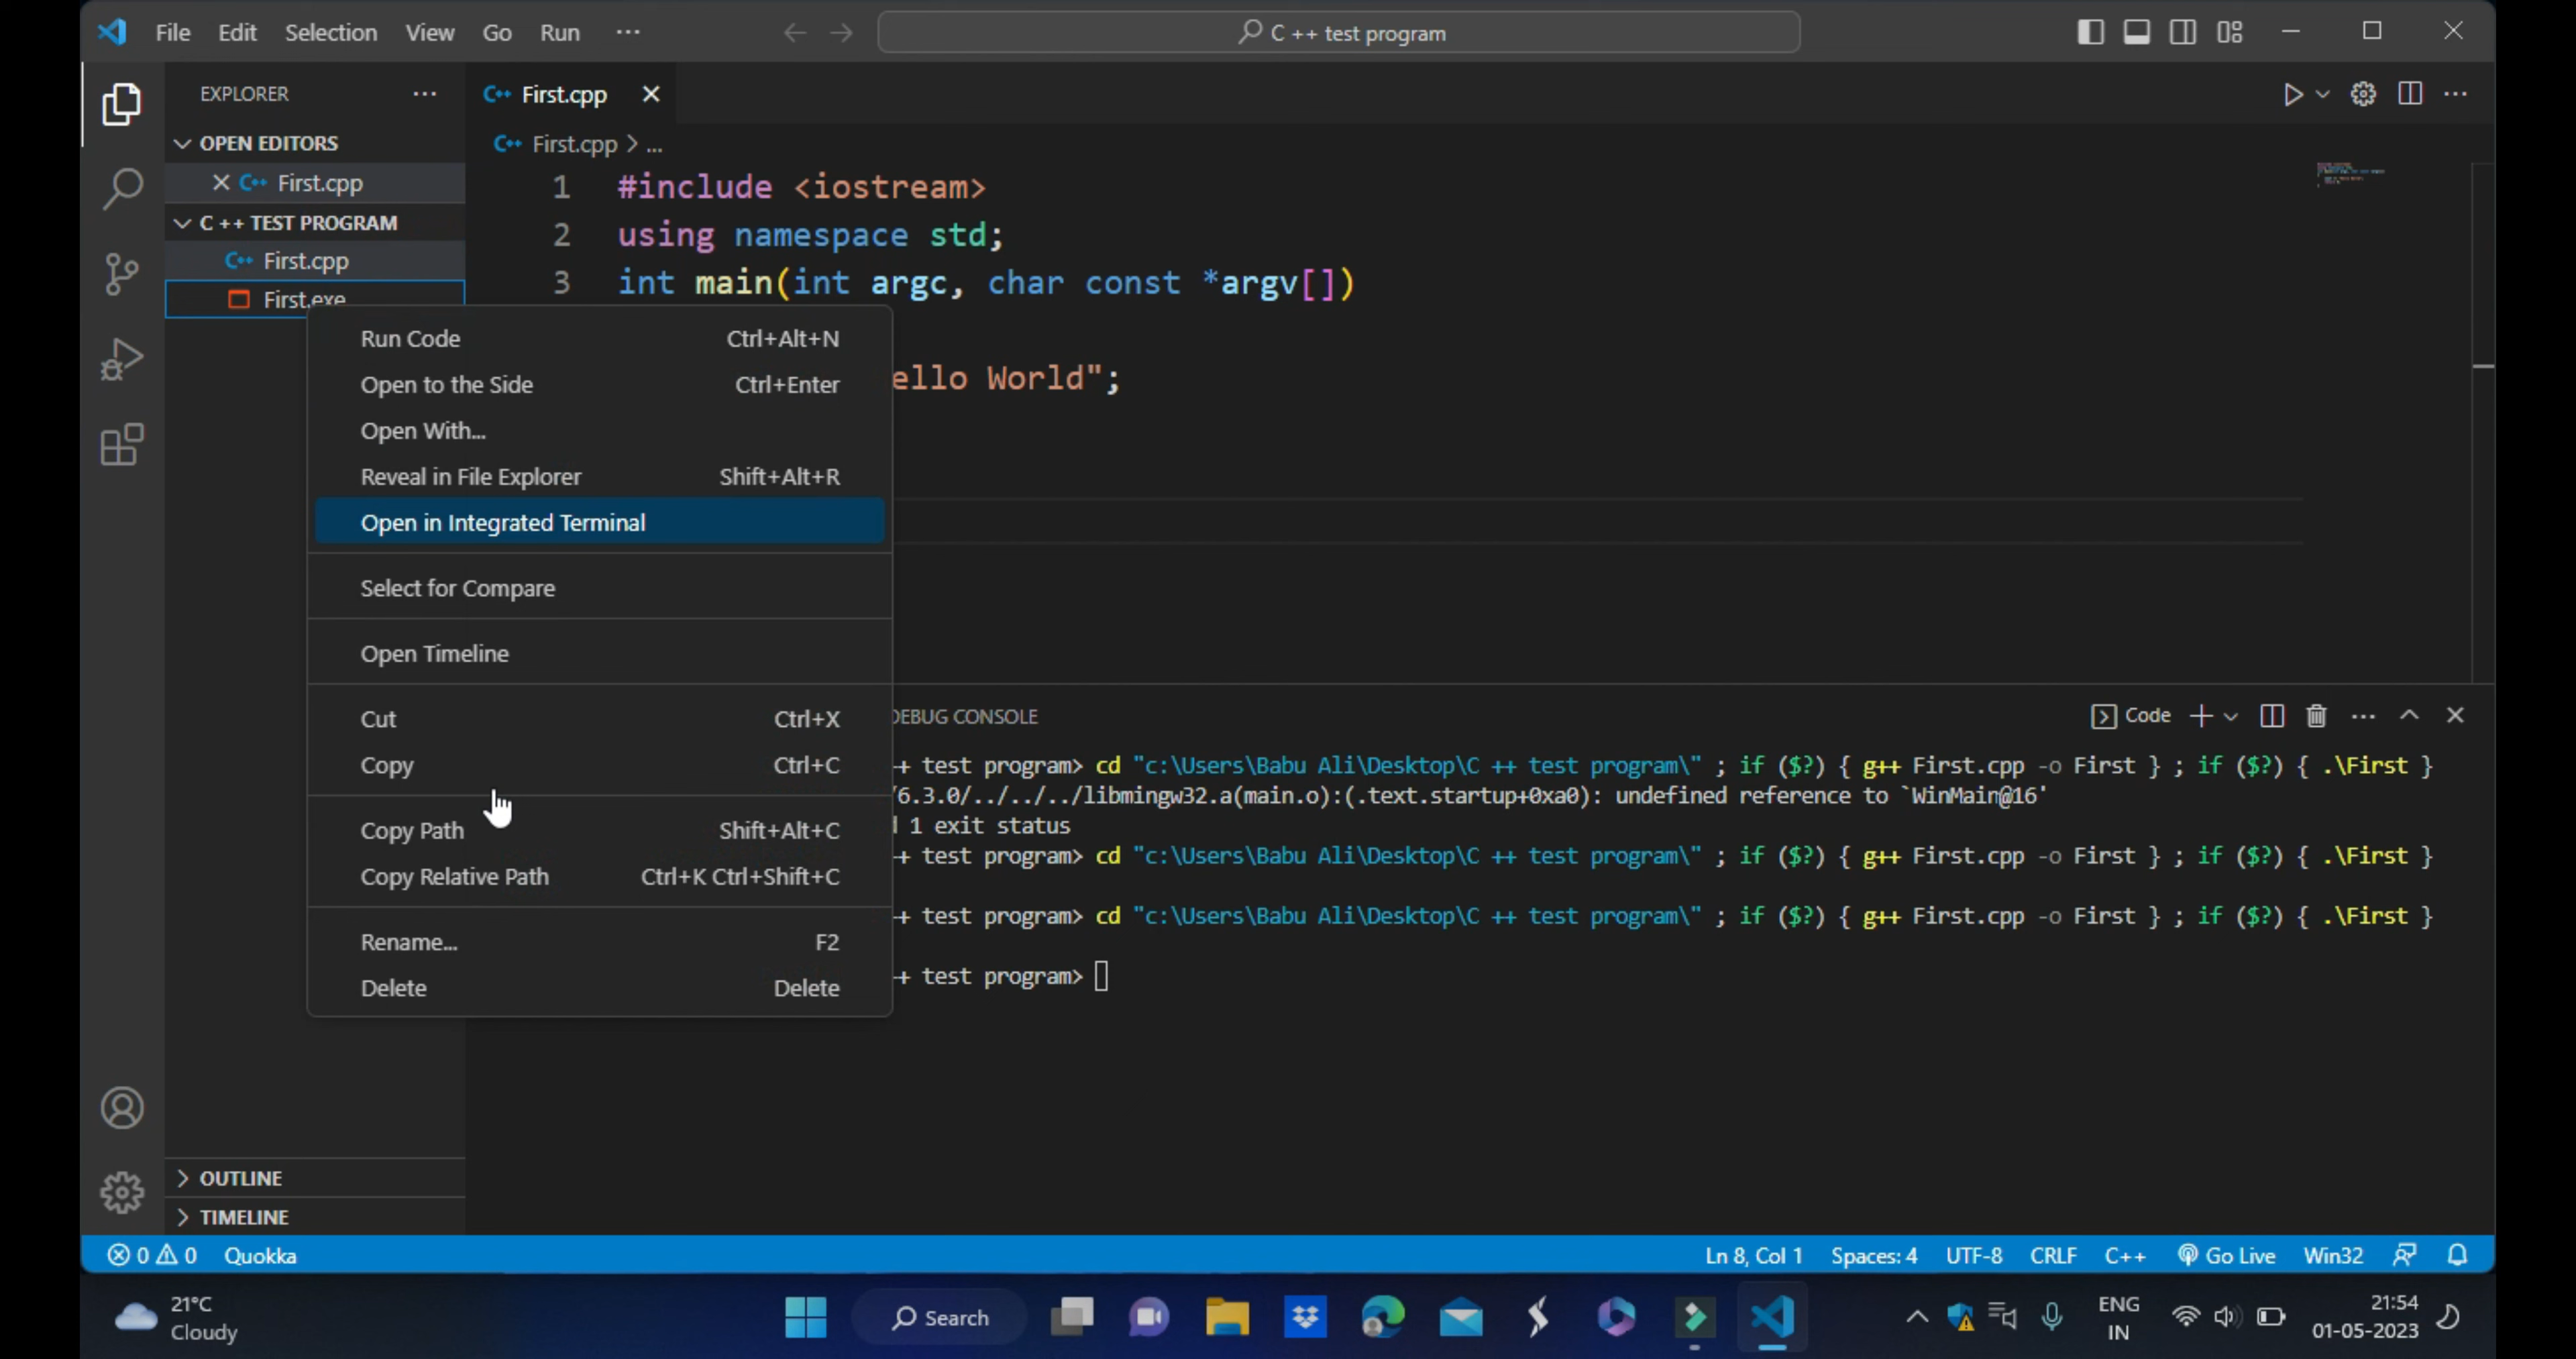 File Edit Selection View Go Run ···
C ++ test program
EXPLORER ···
C++ First.cpp ×
OPEN EDITORS
C++ First.cpp > ...
× C++ First.cpp
C ++ TEST PROGRAM
C++ First.cpp
First.exe
1 #include <iostream>
2 using namespace std;
3 int main(int argc, char const *argv[])
ello World";
Run Code Ctrl+Alt+N
Open to the Side Ctrl+Enter
Open With...
Reveal in File Explorer Shift+Alt+R
Open in Integrated Terminal
Select for Compare
Open Timeline
Cut Ctrl+X
Copy Ctrl+C
Copy Path Shift+Alt+C
Copy Relative Path Ctrl+K Ctrl+Shift+C
Rename... F2
Delete Delete
DEBUG CONSOLE
Code
+ test program> cd "c:\Users\Babu Ali\Desktop\C ++ test program\" ; if ($?) { g++ First.cpp -o First } ; if ($?) { .\First }
/6.3.0/../../../libmingw32.a(main.o):(.text.startup+0xa0): undefined reference to `WinMain@16'
d 1 exit status
+ test program> cd "c:\Users\Babu Ali\Desktop\C ++ test program\" ; if ($?) { g++ First.cpp -o First } ; if ($?) { .\First }
+ test program> cd "c:\Users\Babu Ali\Desktop\C ++ test program\" ; if ($?) { g++ First.cpp -o First } ; if ($?) { .\First }
+ test program>
OUTLINE
TIMELINE
0 0 Quokka
Ln 8, Col 1 Spaces: 4 UTF-8 CRLF C++ Go Live Win32
21°C
Cloudy
Search
ENG
IN
21:54
01-05-2023